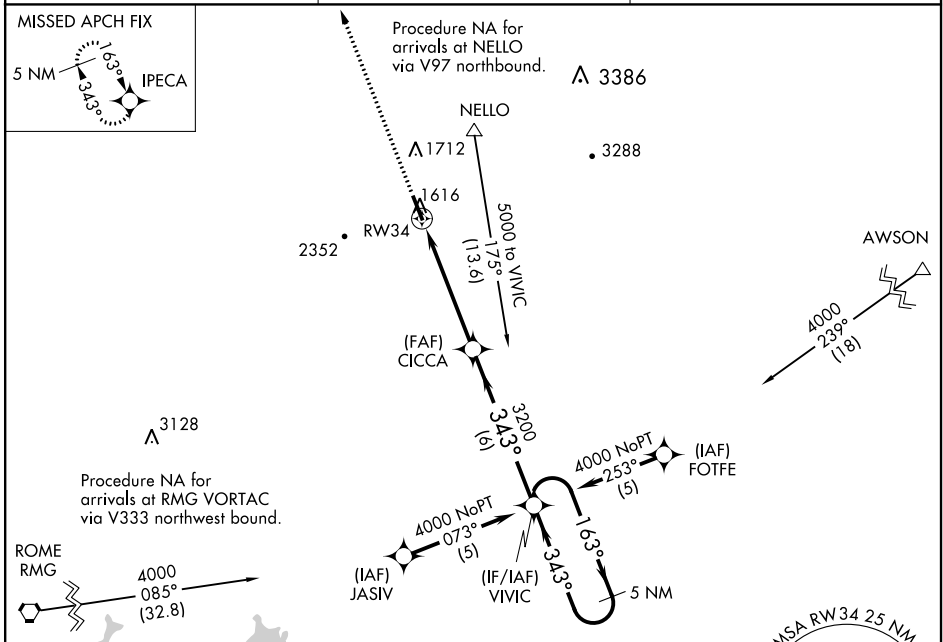 MISSED APCH FIX
5 NM
163°
343°
IPECA
Procedure NA for
arrivals at NELLO
via V97 northbound.
3386
NELLO
1712
3288
1616
RW34
2352
5000 to VIVIC
175°
(13.6)
AWSON
4000
239°
(18)
(FAF)
CICCA
3200
343°
(6)
3128
Procedure NA for
arrivals at RMG VORTAC
via V333 northwest bound.
4000 NoPT
253°
(5)
(IAF)
FOTFE
4000 NoPT
073°
(5)
(IAF)
JASIV
(IF/IAF)
VIVIC
163°
343°
5 NM
ROME
RMG
4000
085°
(32.8)
MSA RW34 25 NM